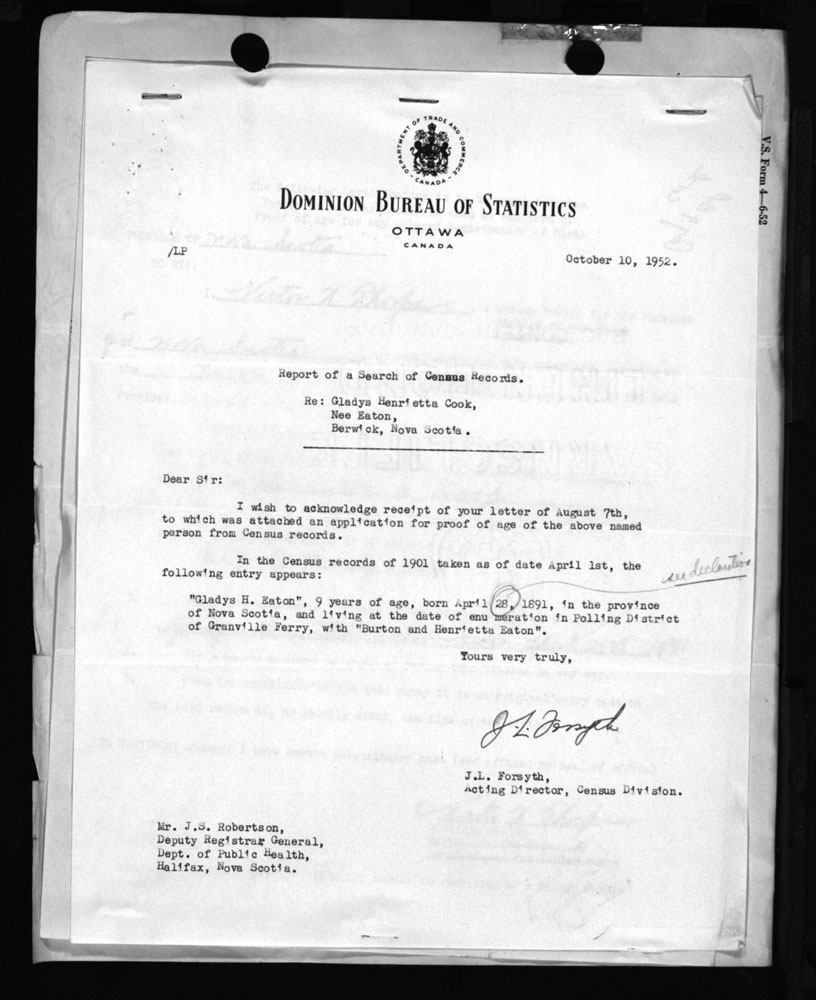 DEPARTMENT OF TRADE AND COMMERCE
CANADA
DOMINION BUREAU OF STATISTICS
OTTAWA
CANADA
V.S. Form 4—6-52
/LP
October 10, 1952.
Report of a Search of Census Records.
Re: Gladys Henrietta Cook,
Nee Eaton,
Berwick, Nova Scotia.
Dear Sir:
I wish to acknowledge receipt of your letter of August 7th,
to which was attached an application for proof of age of the above named
person from Census records.
In the Census records of 1901 taken as of date April 1st, the
following entry appears:
see declaration
"Gladys H. Eaton", 9 years of age, born April 28, 1891, in the province
of Nova Scotia, and living at the date of enu meration in Polling District
of Granville Ferry, with "Burton and Henrietta Eaton".
Yours very truly,
J.L. Forsyth
J.L. Forsyth,
Acting Director, Census Division.
Mr. J.S. Robertson,
Deputy Registrar General,
Dept. of Public Health,
Halifax, Nova Scotia.